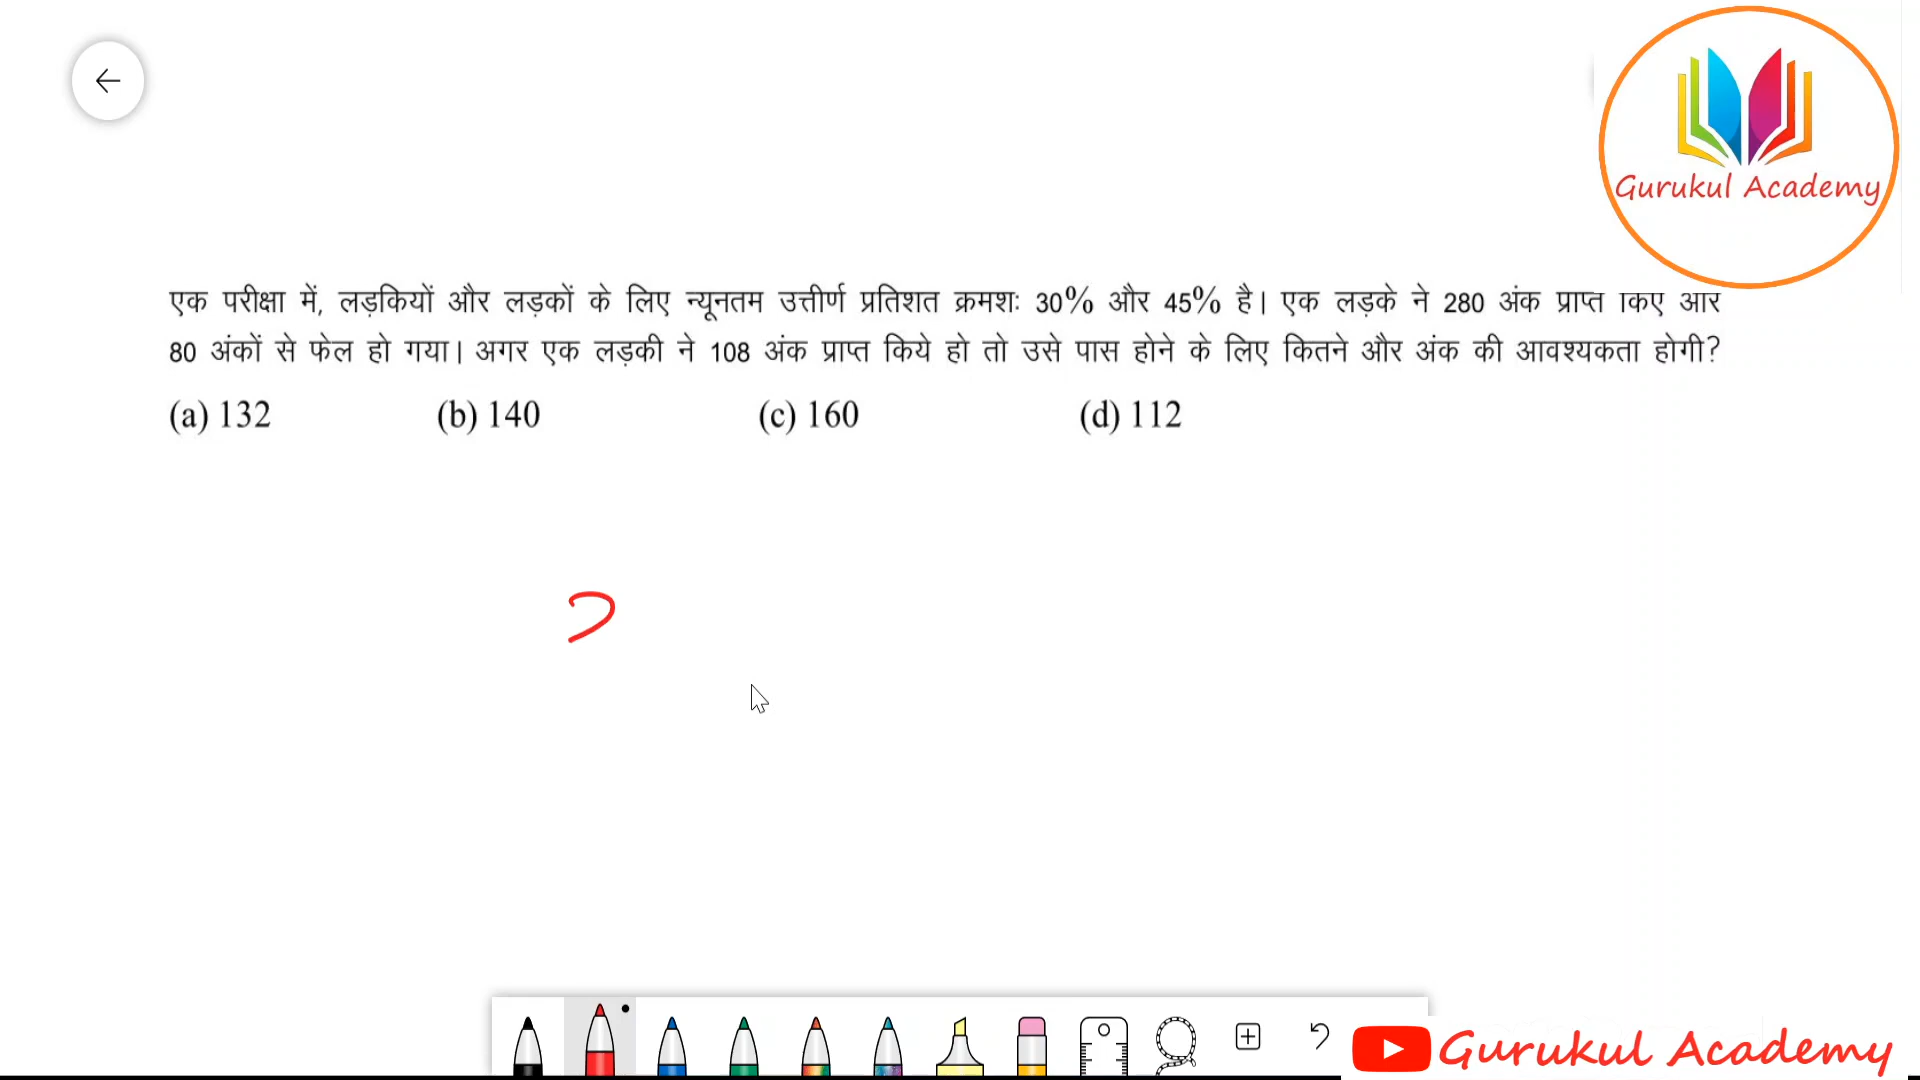 Gurukul Academy
एक परीक्षा में, लड़कियों और लड़कों के लिए न्यूनतम उत्तीर्ण प्रतिशत क्रमशः 30% और 45% है। एक लड़के ने 280 अंक प्राप्त किए और
80 अंकों से फेल हो गया। अगर एक लड़की ने 108 अंक प्राप्त किये हो तो उसे पास होने के लिए कितने और अंक की आवश्यकता होगी?
(a) 132 (b) 140 (c) 160 (d) 112
Gurukul Academy